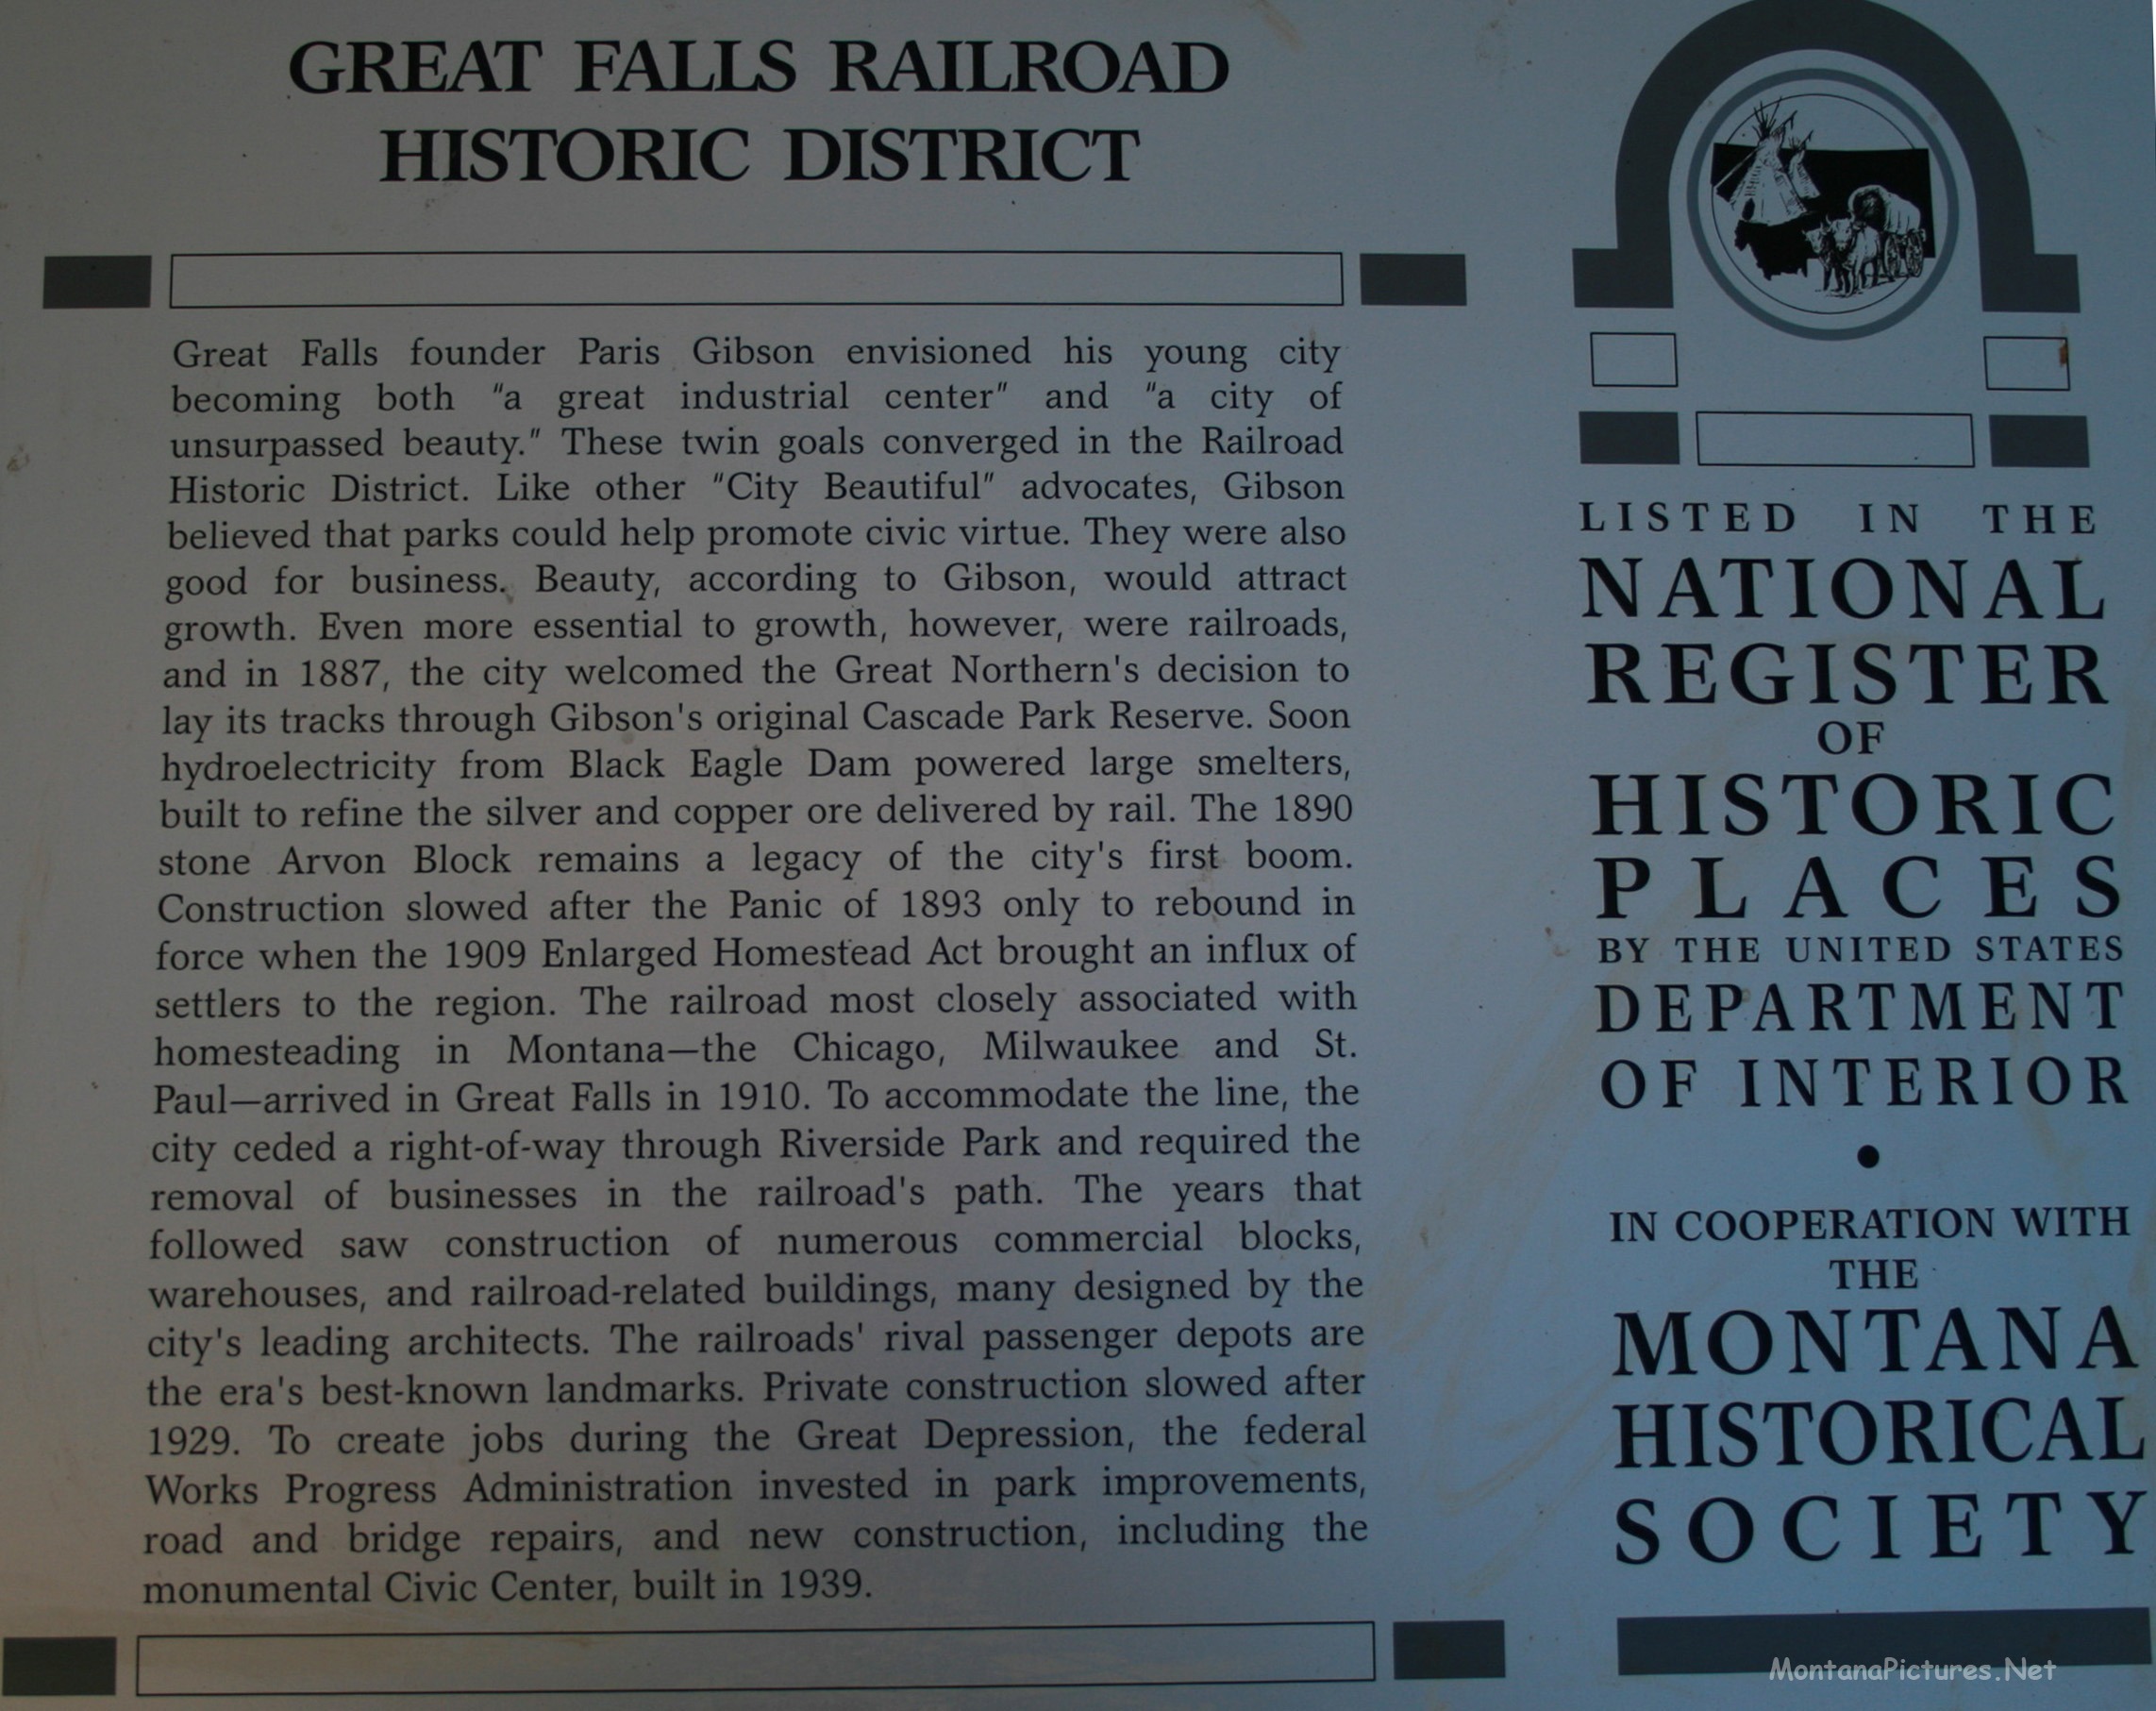 GREAT FALLS RAILROAD
HISTORIC DISTRICT
Great Falls founder Paris Gibson envisioned his young city
becoming both "a great industrial center" and "a city of
unsurpassed beauty." These twin goals converged in the Railroad
Historic District. Like other "City Beautiful" advocates, Gibson
believed that parks could help promote civic virtue. They were also
good for business. Beauty, according to Gibson, would attract
growth. Even more essential to growth, however, were railroads,
and in 1887, the city welcomed the Great Northern's decision to
lay its tracks through Gibson's original Cascade Park Reserve. Soon
hydroelectricity from Black Eagle Dam powered large smelters,
built to refine the silver and copper ore delivered by rail. The 1890
stone Arvon Block remains a legacy of the city's first boom.
Construction slowed after the Panic of 1893 only to rebound in
force when the 1909 Enlarged Homestead Act brought an influx of
settlers to the region. The railroad most closely associated with
homesteading in Montana—the Chicago, Milwaukee and St.
Paul—arrived in Great Falls in 1910. To accommodate the line, the
city ceded a right-of-way through Riverside Park and required the
removal of businesses in the railroad's path. The years that
followed saw construction of numerous commercial blocks,
warehouses, and railroad-related buildings, many designed by the
city's leading architects. The railroads' rival passenger depots are
the era's best-known landmarks. Private construction slowed after
1929. To create jobs during the Great Depression, the federal
Works Progress Administration invested in park improvements,
road and bridge repairs, and new construction, including the
monumental Civic Center, built in 1939.
LISTED IN THE
NATIONAL
REGISTER
OF
HISTORIC
PLACES
BY THE UNITED STATES
DEPARTMENT
OF INTERIOR
•
IN COOPERATION WITH
THE
MONTANA
HISTORICAL
SOCIETY
MontanaPictures.Net